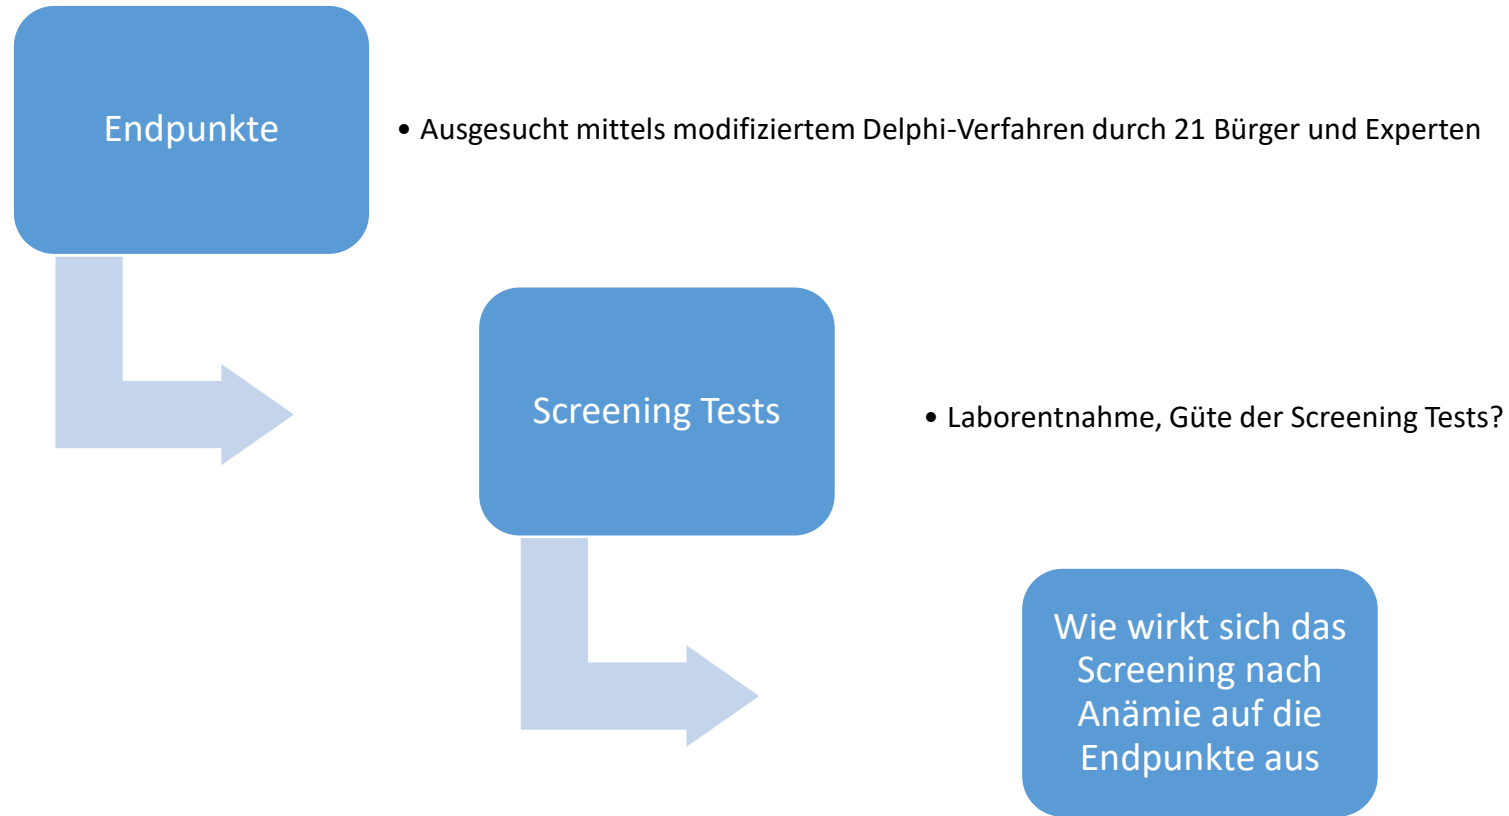 Endpunkte
• Ausgesucht mittels modifiziertem Delphi-Verfahren durch 21 Bürger und Experten
Screening Tests
• Laborentnahme, Güte der Screening Tests?
Wie wirkt sich das
Screening nach
Anämie auf die
Endpunkte aus